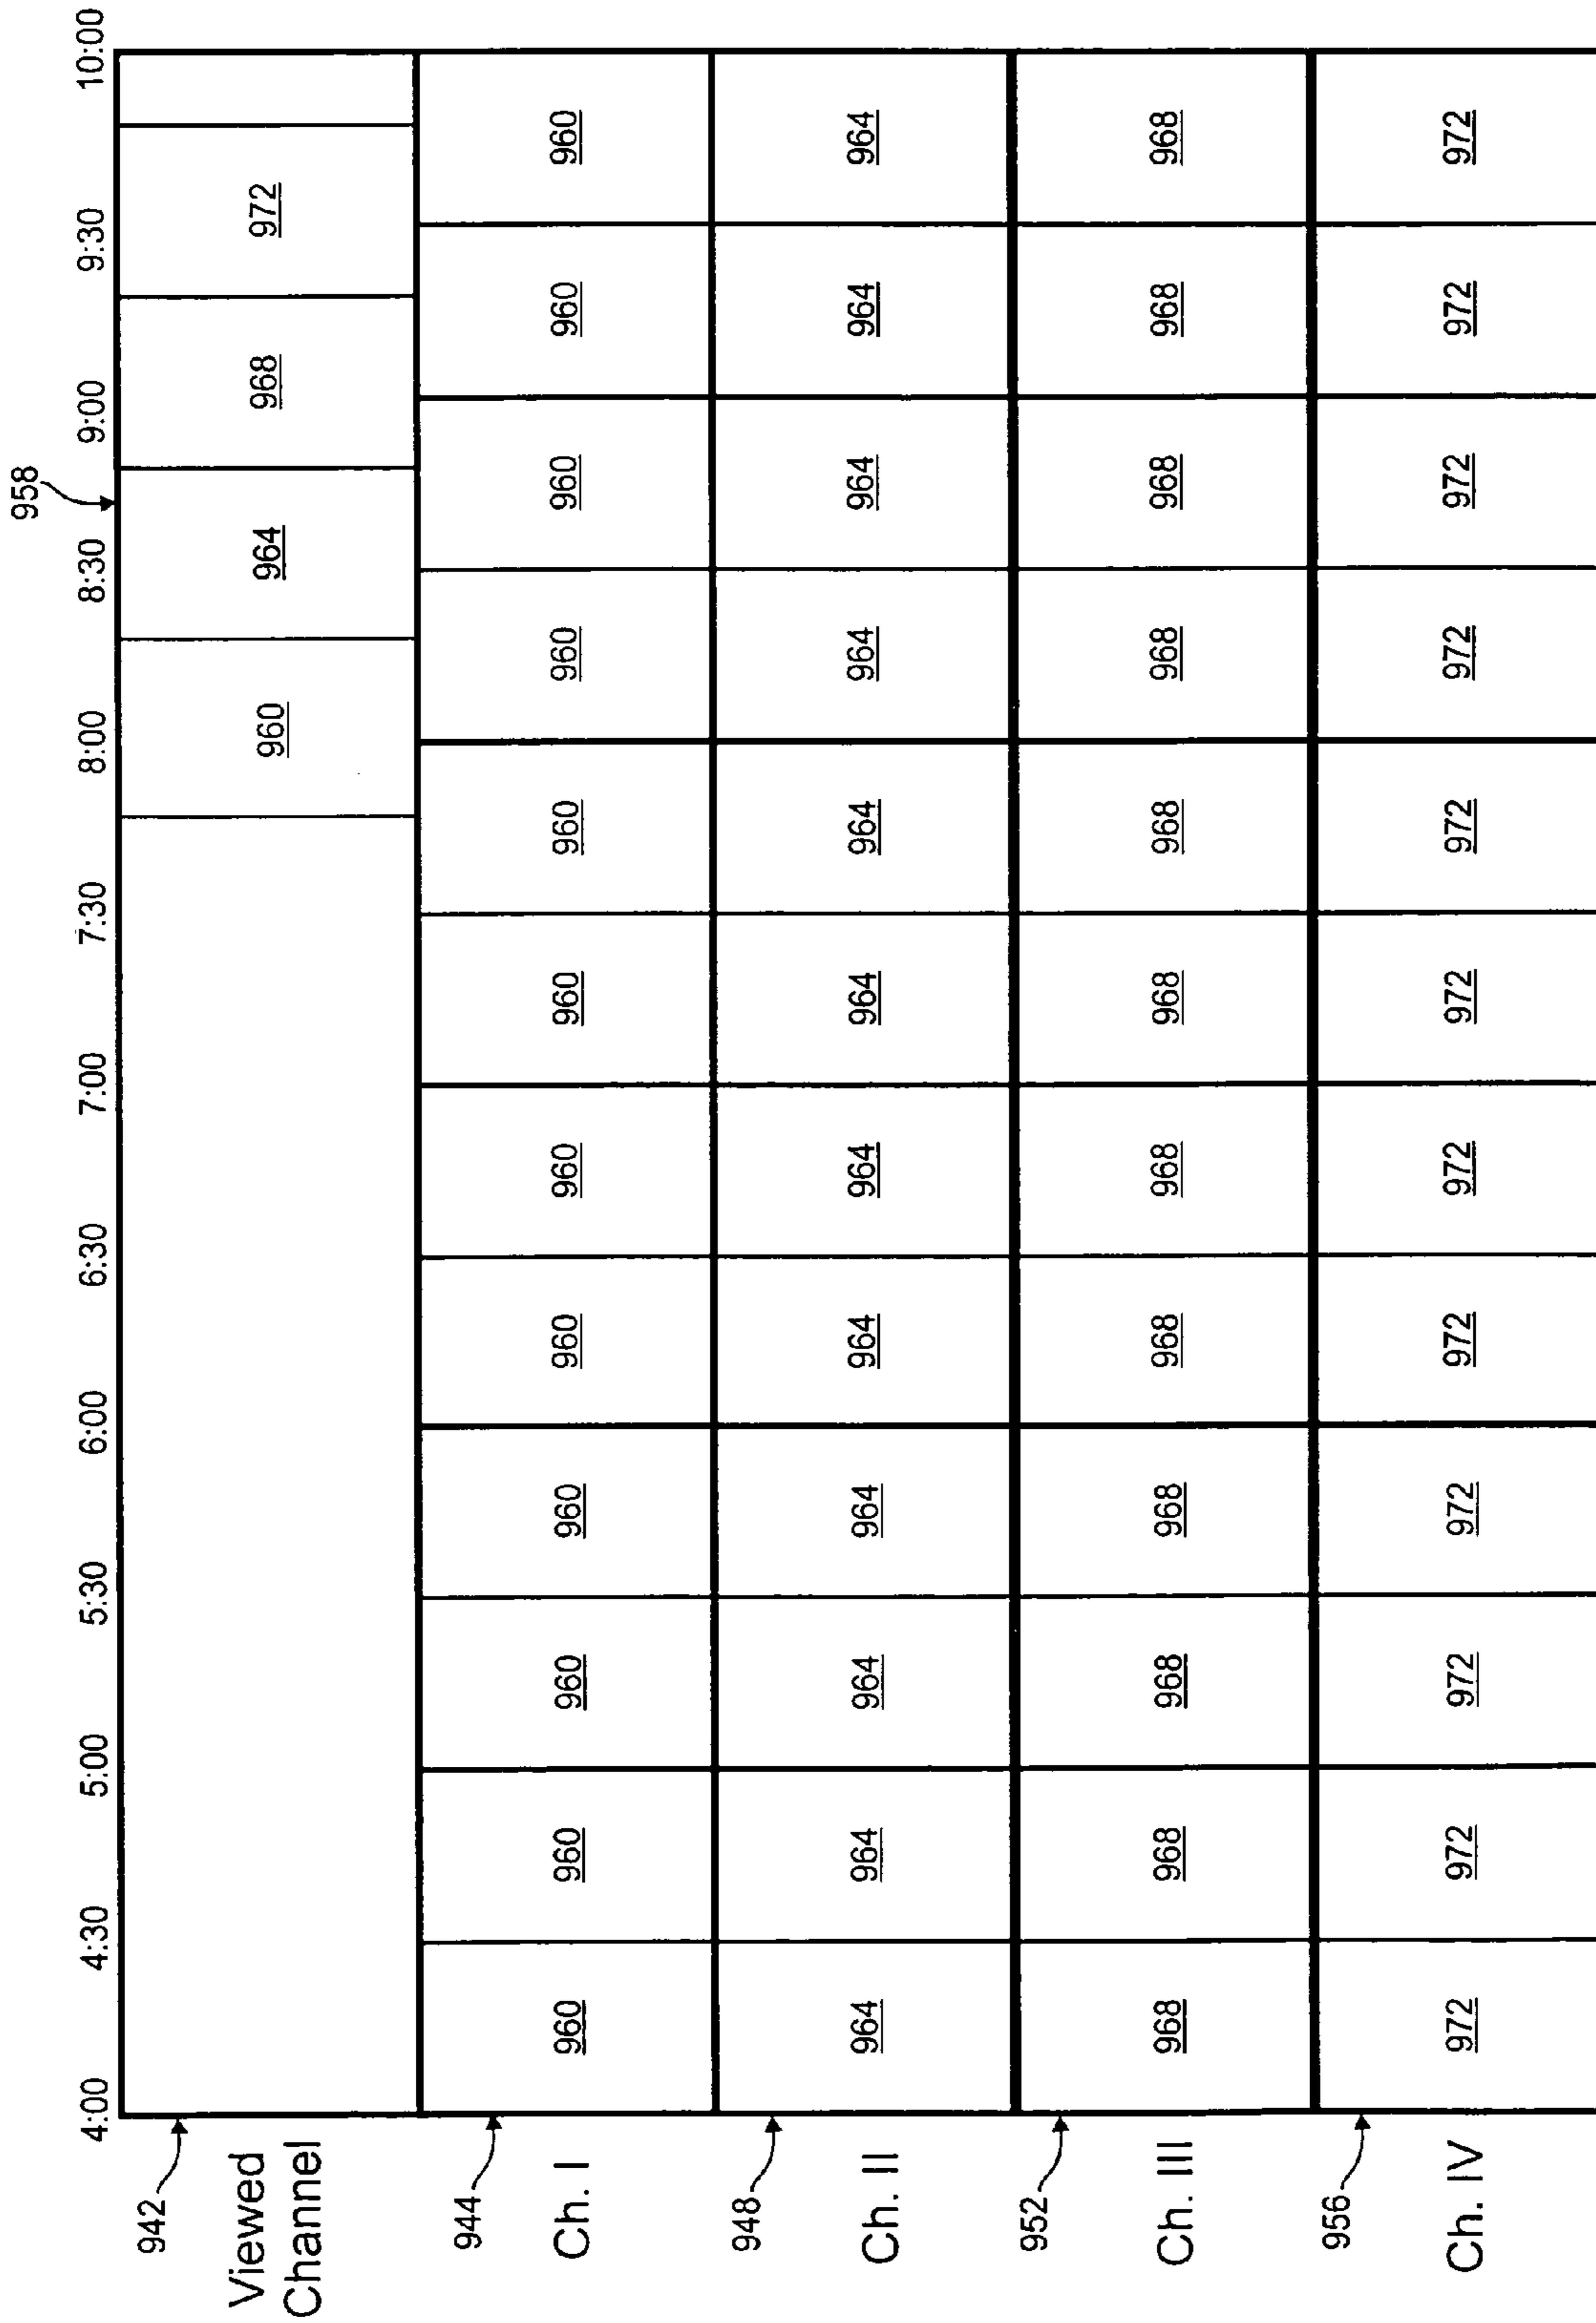 958
4:00 4:30 5:00 5:30 6:00 6:30 7:00 7:30 8:00 8:30 9:00 9:30 10:00
942
Viewed
Channel
960 964 968 972
944
Ch. I
960 960 960 960 960 960 960 960 960 960 960 960
948
Ch. II
964 964 964 964 964 964 964 964 964 964 964 964
952
Ch. III
968 968 968 968 968 968 968 968 968 968 968 968
956
Ch. IV
972 972 972 972 972 972 972 972 972 972 972 972